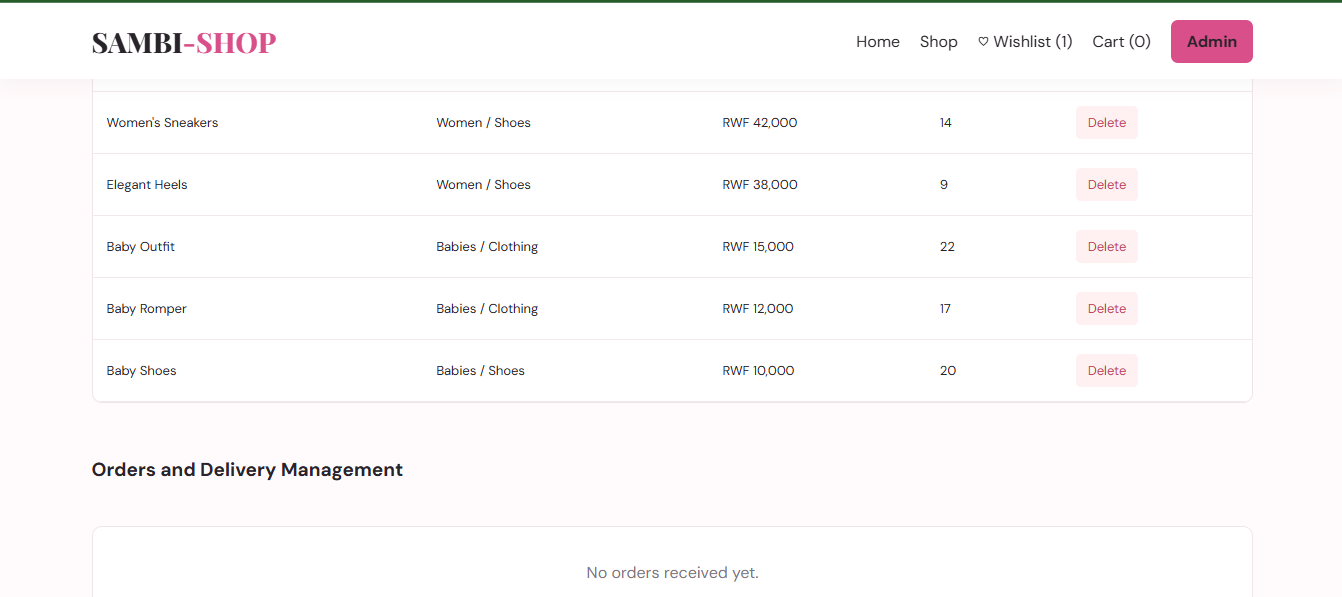 SAMBI-SHOP Home Shop ♡ Wishlist (1) Cart (0) Admin
Women's Sneakers Women / Shoes RWF 42,000 14 Delete
Elegant Heels Women / Shoes RWF 38,000 9 Delete
Baby Outfit Babies / Clothing RWF 15,000 22 Delete
Baby Romper Babies / Clothing RWF 12,000 17 Delete
Baby Shoes Babies / Shoes RWF 10,000 20 Delete
Orders and Delivery Management
No orders received yet.